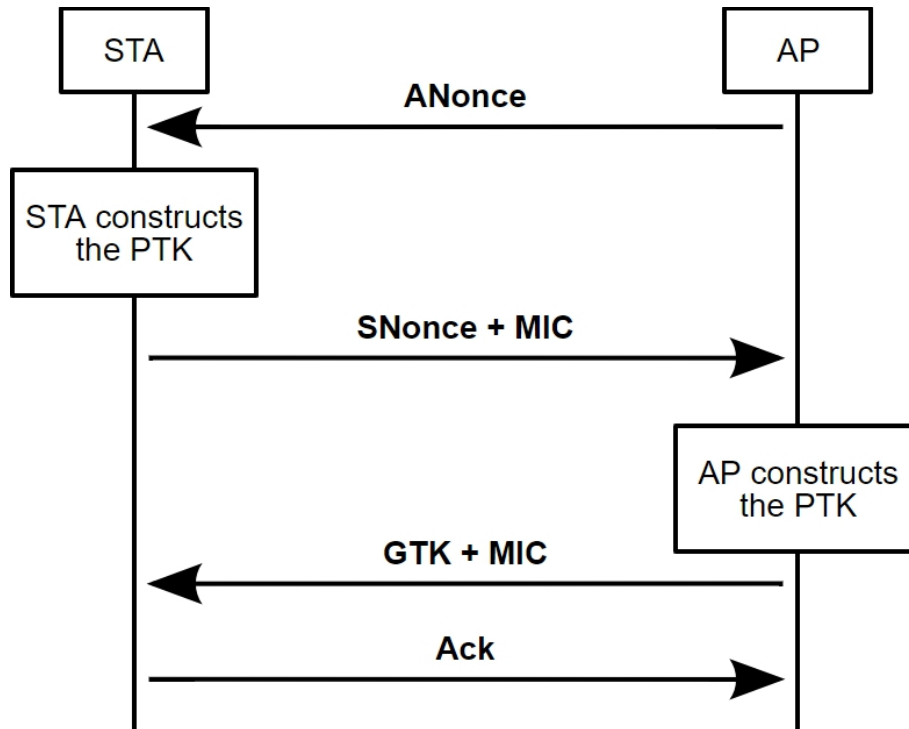 STA
AP
ANonce
STA constructs
the PTK
SNonce + MIC
AP constructs
the PTK
GTK + MIC
Ack